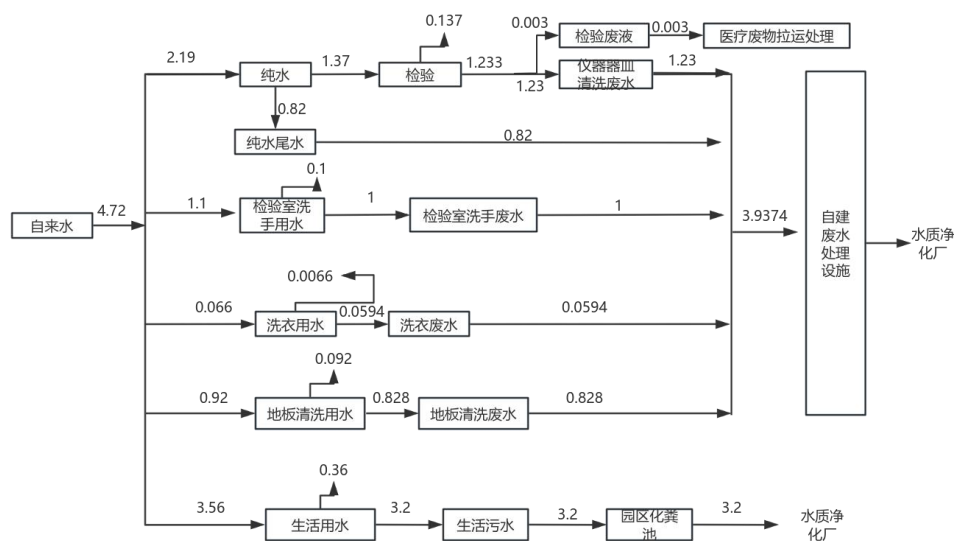 0.137
0.003
检验废液
0.003
医疗废物拉运处理
2.19
纯水
1.37
检验
1.233
1.23
仪器器皿
清洗废水
1.23
0.82
纯水尾水
0.82
自来水
4.72
0.1
1.1
检验室洗
手用水
1
检验室洗手废水
1
3.9374
自建
废水
处理
设施
水质净
化厂
0.0066
0.066
洗衣用水
0.0594
洗衣废水
0.0594
0.092
0.92
地板清洗用水
0.828
地板清洗废水
0.828
0.36
3.56
生活用水
3.2
生活污水
3.2
园区化粪
池
3.2
水质净
化厂